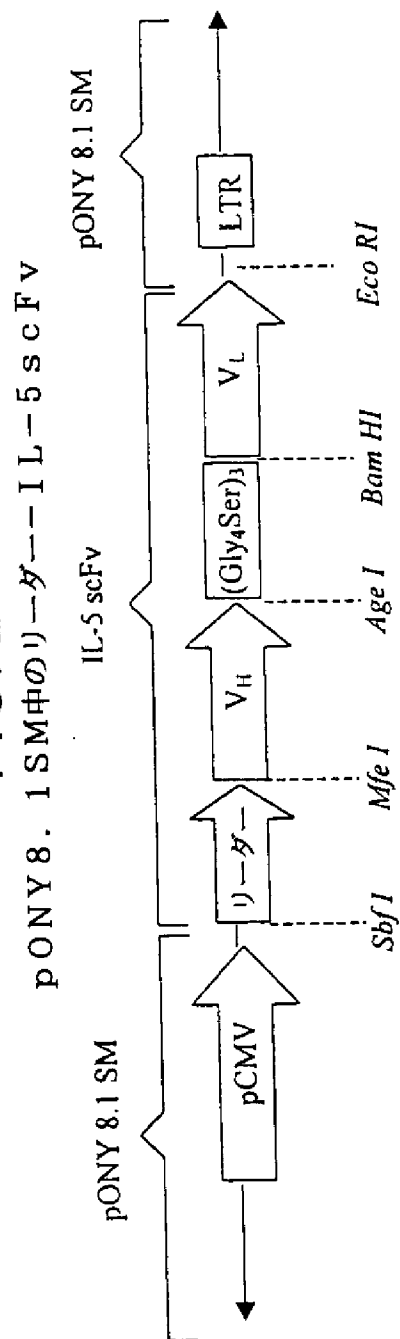 pONY8.1SM中のリーダー−IL−5scFv
pONY 8.1 SM
IL-5 scFv
pONY 8.1 SM
pCMV
リーダー
V_H
(Gly₄Ser)₃
V_L
LTR
Sbf I
Mfe I
Age I
Bam HI
Eco RI